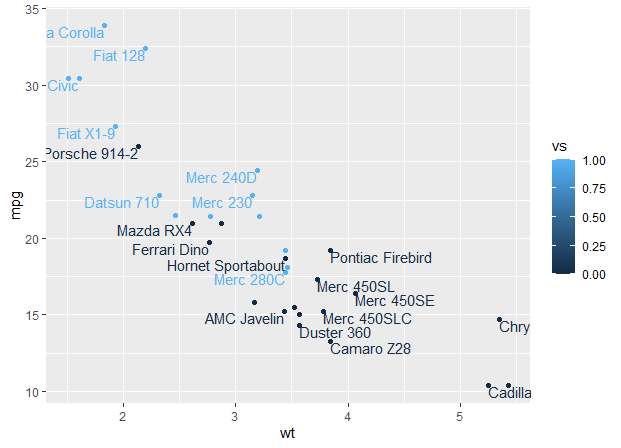 35
a Corolla
Fiat 128
30
Civic
Fiat X1-9
Porsche 914-2
25
Merc 240D
Datsun 710
Merc 230
Mazda RX4
20
Ferrari Dino
Pontiac Firebird
Hornet Sportabout
Merc 280C
Merc 450SL
Merc 450SE
15
AMC Javelin
Merc 450SLC
Chrys
Duster 360
Camaro Z28
10
Cadilla
2
3
4
5
wt
mpg
vs
1.00
0.75
0.50
0.25
0.00